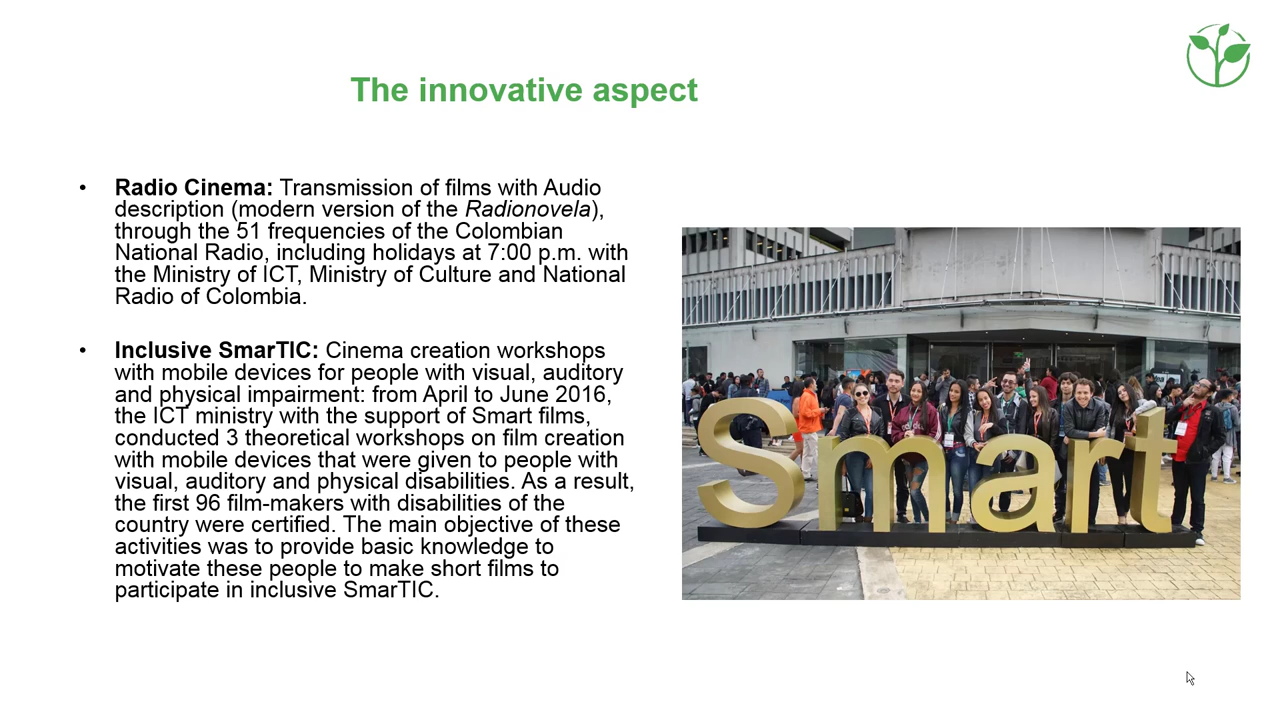 The innovative aspect
• Radio Cinema: Transmission of films with Audio
description (modern version of the Radionovela),
through the 51 frequencies of the Colombian
National Radio, including holidays at 7:00 p.m. with
the Ministry of ICT, Ministry of Culture and National
Radio of Colombia.
• Inclusive SmarTIC: Cinema creation workshops
with mobile devices for people with visual, auditory
and physical impairment: from April to June 2016,
the ICT ministry with the support of Smart films,
conducted 3 theoretical workshops on film creation
with mobile devices that were given to people with
visual, auditory and physical disabilities. As a result,
the first 96 film-makers with disabilities of the
country were certified. The main objective of these
activities was to provide basic knowledge to
motivate these people to make short films to
participate in inclusive SmarTIC.
Smart